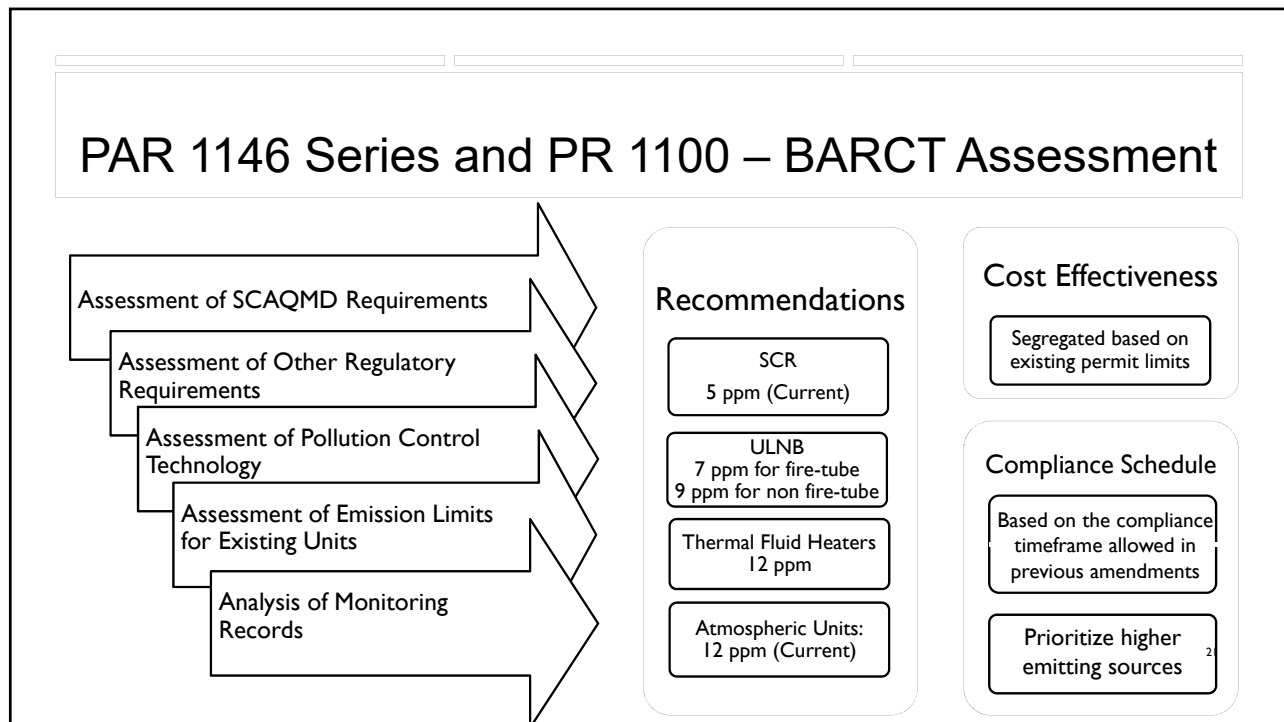 PAR 1146 Series and PR 1100 – BARCT Assessment
Assessment of SCAQMD Requirements
Assessment of Other Regulatory
Requirements
Assessment of Pollution Control
Technology
Assessment of Emission Limits
for Existing Units
Analysis of Monitoring
Records
Recommendations
SCR
5 ppm (Current)
ULNB
7 ppm for fire-tube
9 ppm for non fire-tube
Thermal Fluid Heaters
12 ppm
Atmospheric Units:
12 ppm (Current)
Cost Effectiveness
Segregated based on
existing permit limits
Compliance Schedule
Based on the compliance
timeframe allowed in
previous amendments
Prioritize higher
emitting sources
21